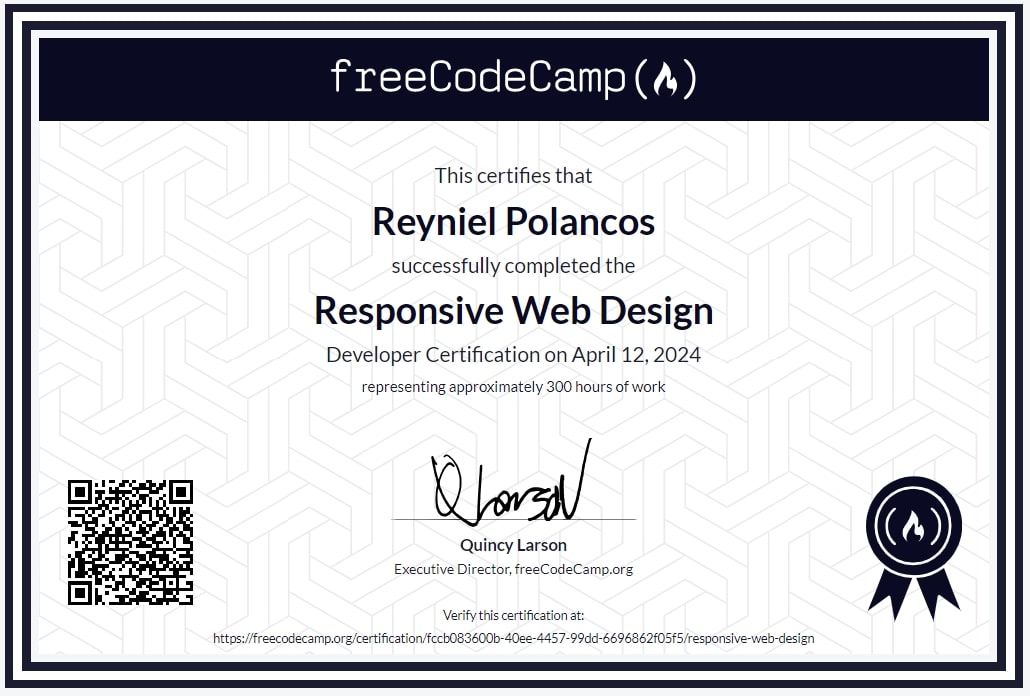 freeCodeCamp
This certifies that
Reyniel Polancos
successfully completed the
Responsive Web Design
Developer Certification on April 12, 2024
representing approximately 300 hours of work
Q Larson
Quincy Larson
Executive Director, freeCodeCamp.org
Verify this certification at:
https://freecodecamp.org/certification/fccb083600b-40ee-4457-99dd-6696862f05f5/responsive-web-design